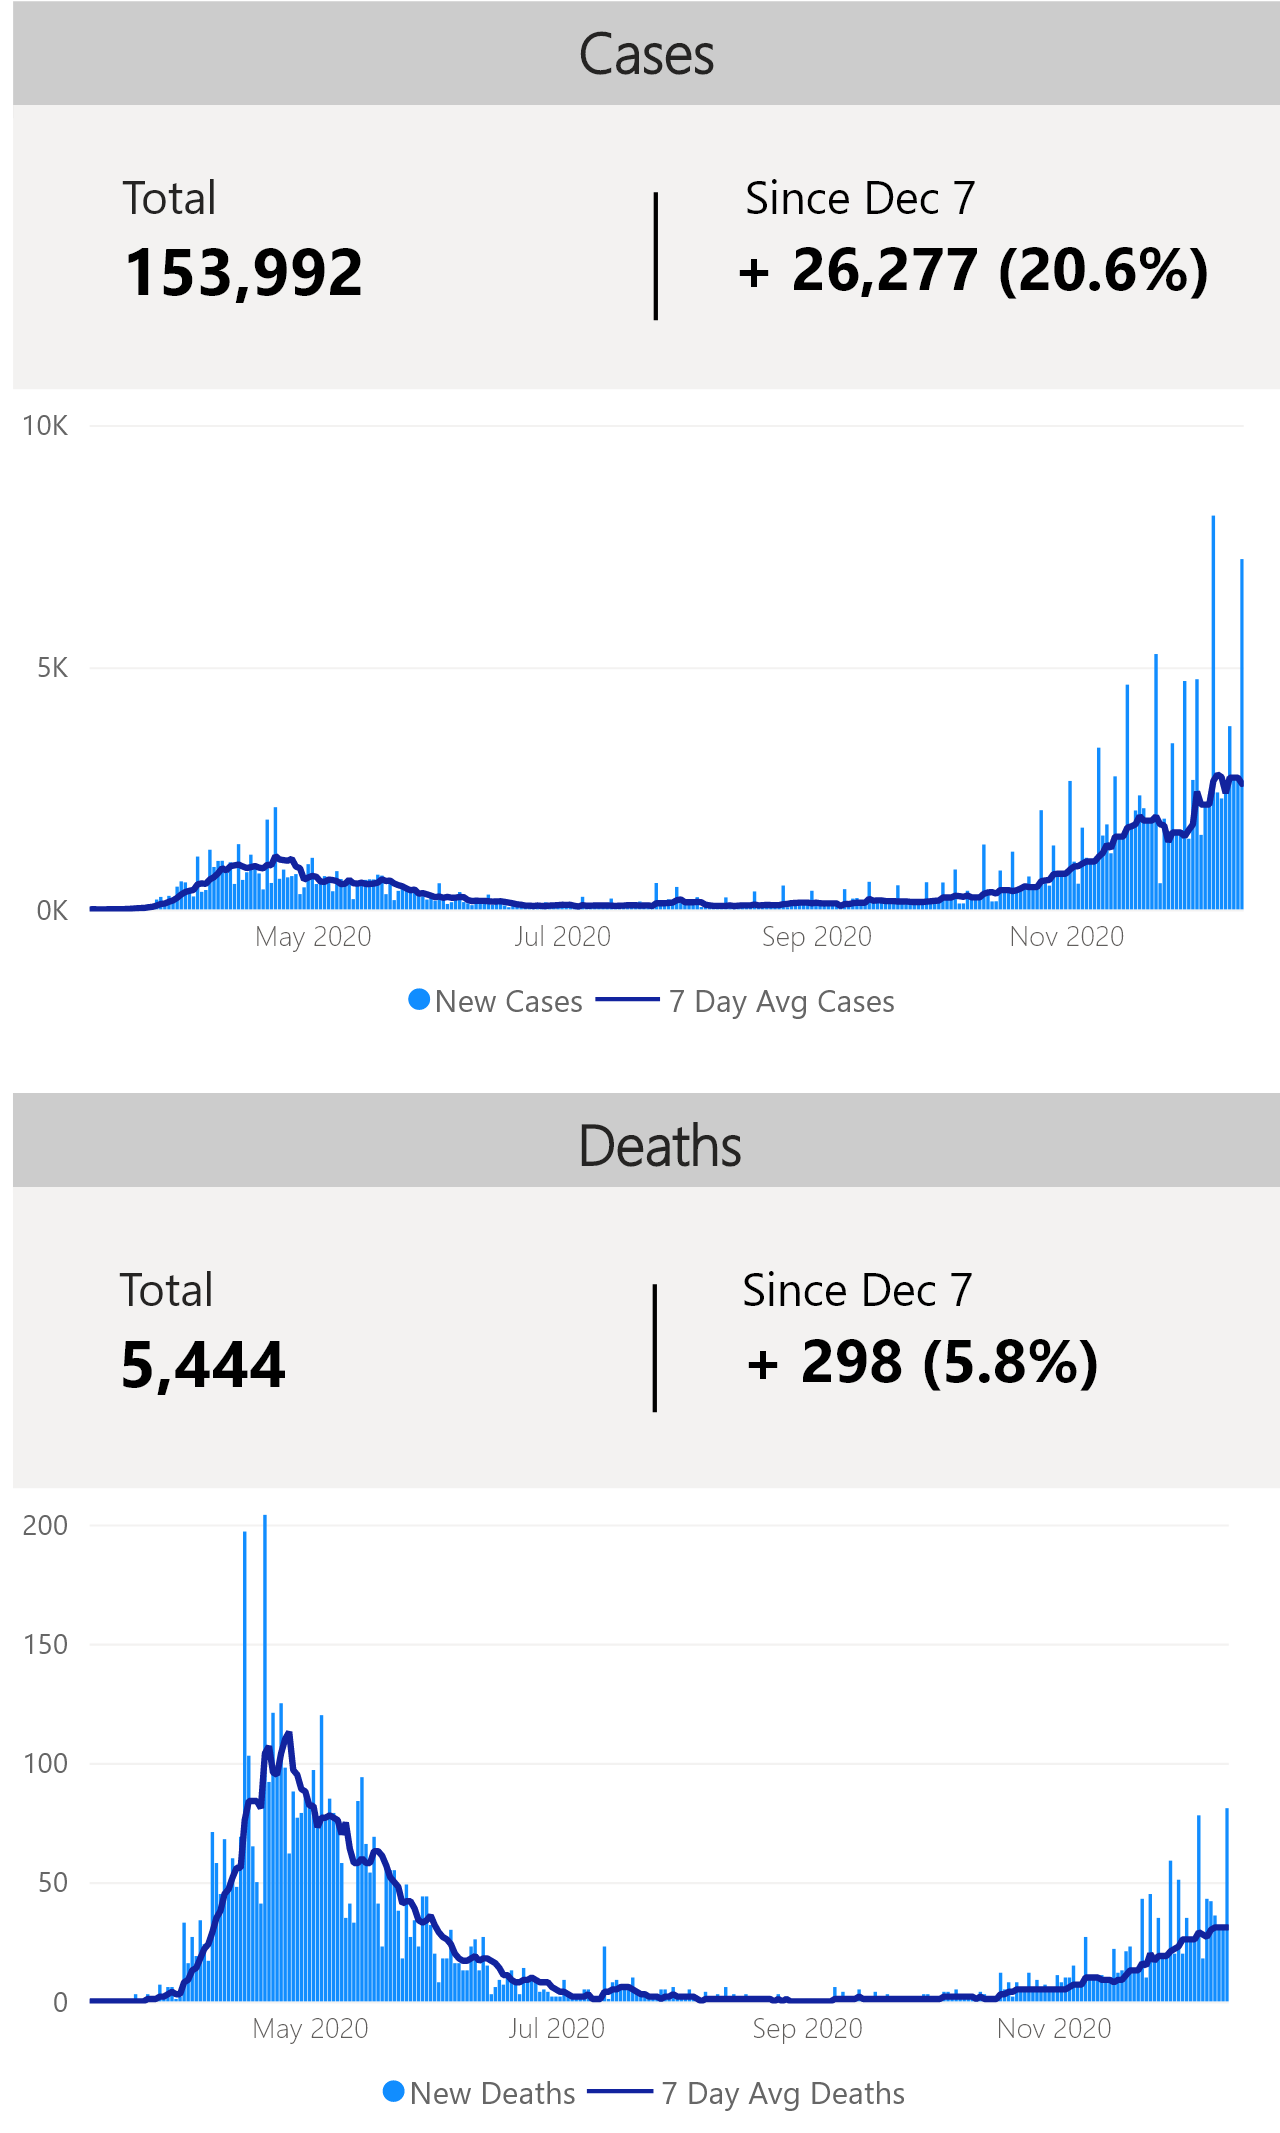 Cases
Total
153,992
Since Dec 7
+ 26,277 (20.6%)
10K
5K
0K
May 2020
Jul 2020
Sep 2020
Nov 2020
New Cases
7 Day Avg Cases
Deaths
Total
5,444
Since Dec 7
+ 298 (5.8%)
200
150
100
50
0
May 2020
Jul 2020
Sep 2020
Nov 2020
New Deaths
7 Day Avg Deaths